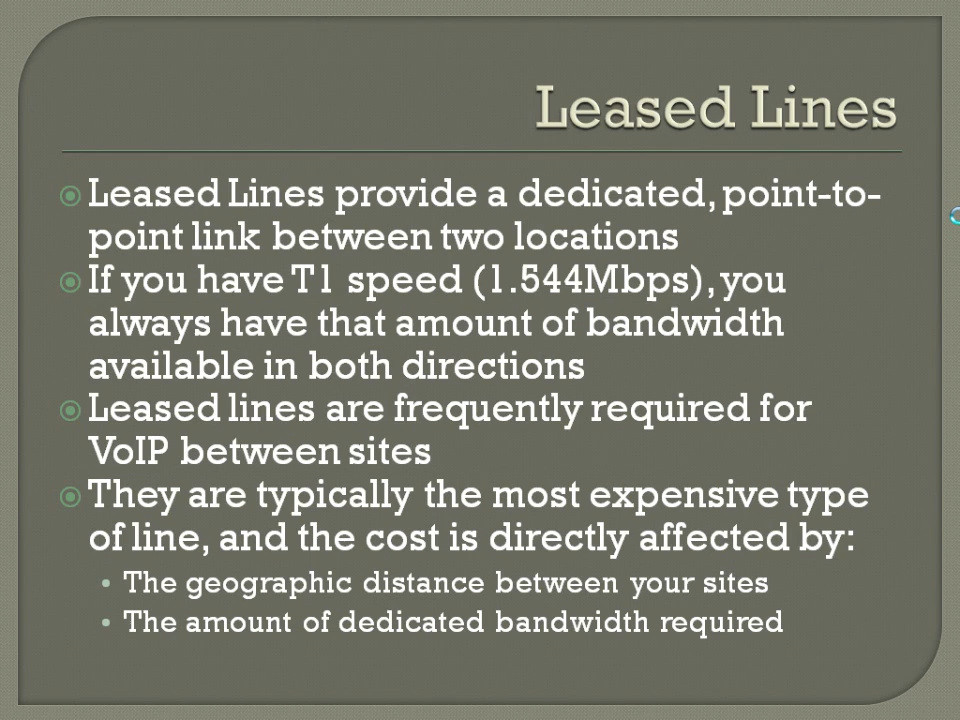 Leased Lines
Leased Lines provide a dedicated, point-to-
point link between two locations
If you have T1 speed (1.544Mbps), you
always have that amount of bandwidth
available in both directions
Leased lines are frequently required for
VoIP between sites
They are typically the most expensive type
of line, and the cost is directly affected by:
• The geographic distance between your sites
• The amount of dedicated bandwidth required